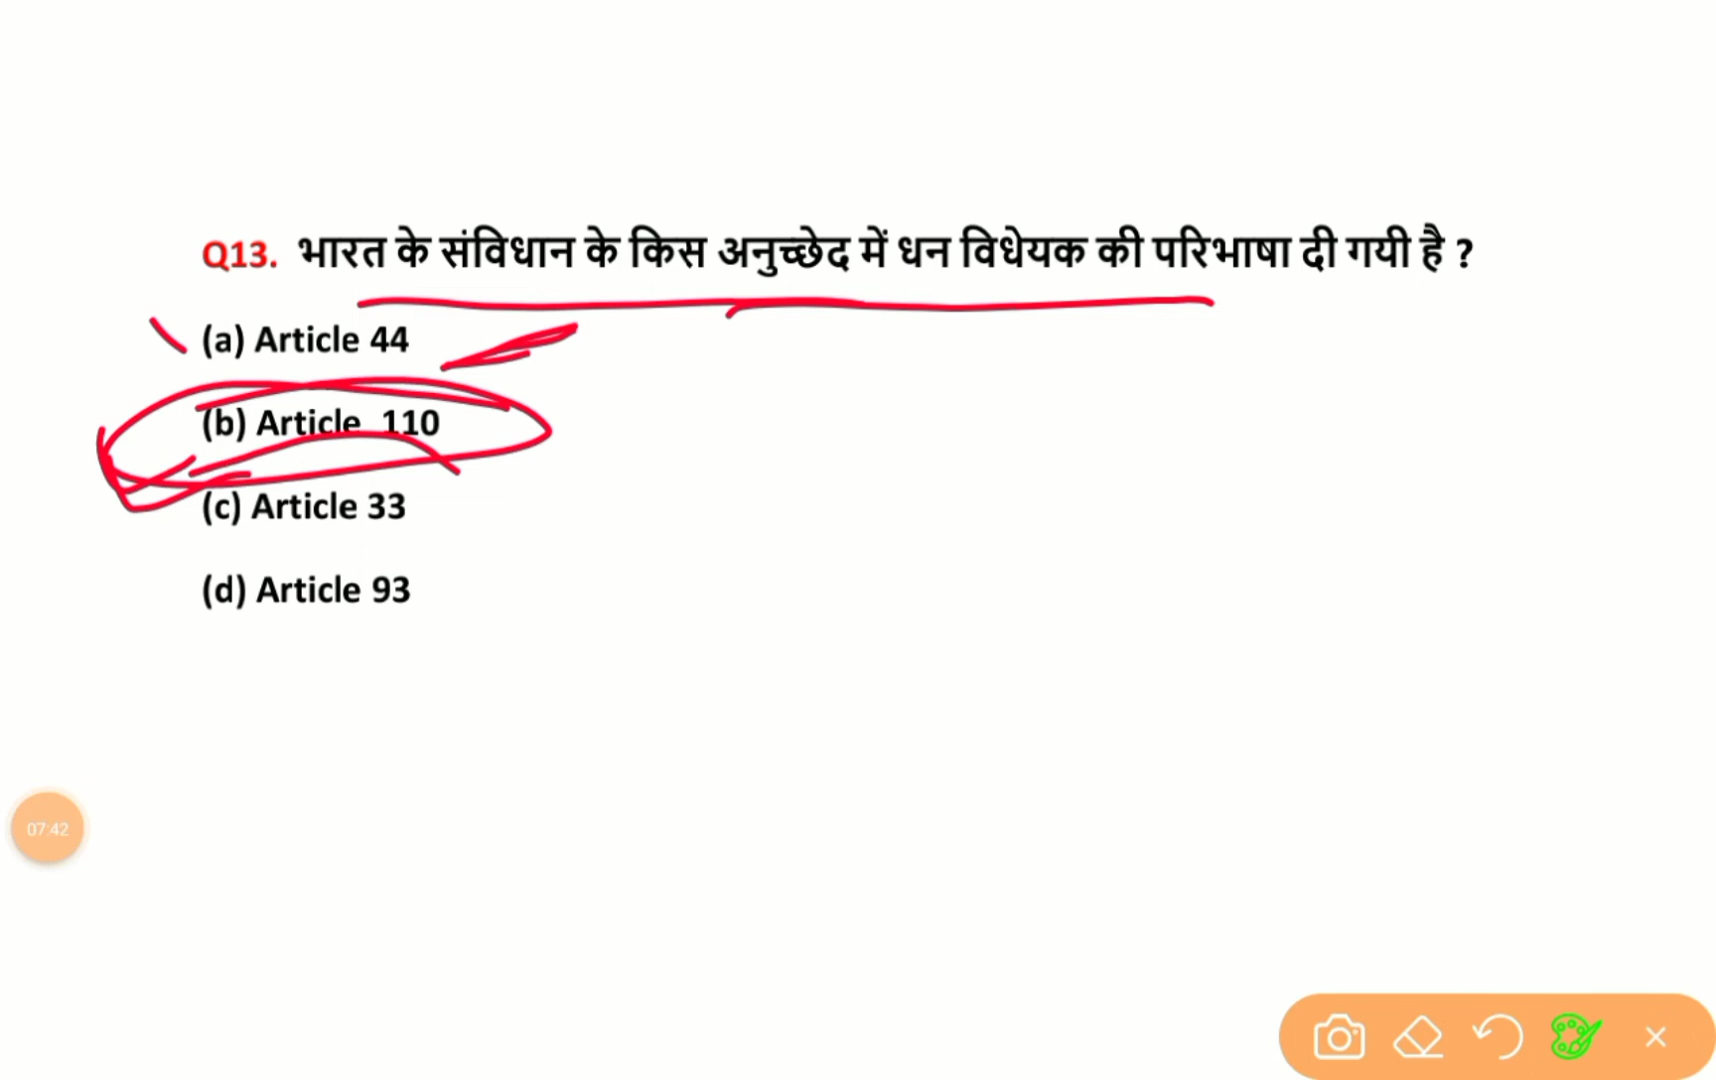 Q13. भारत के संविधान के किस अनुच्छेद में धन विधेयक की परिभाषा दी गयी है ?
(a) Article 44
(b) Article 110
(c) Article 33
(d) Article 93
07:42